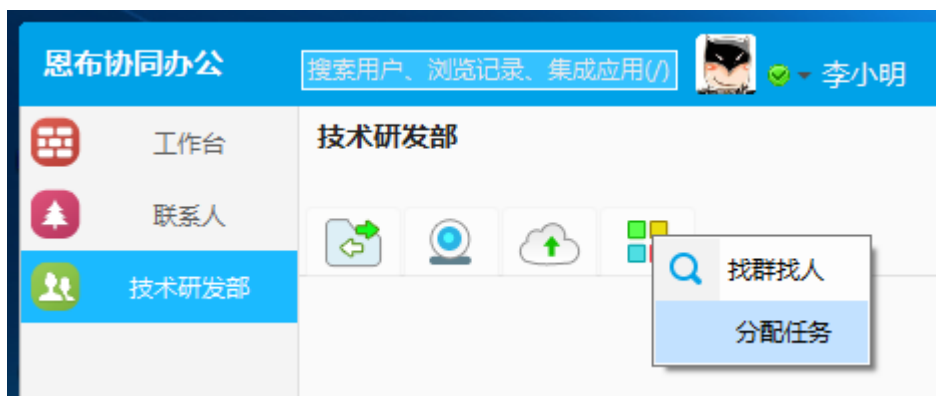 恩布协同办公
搜索用户、浏览记录、集成应用(/)
李小明
工作台
联系人
技术研发部
技术研发部
找群找人
分配任务